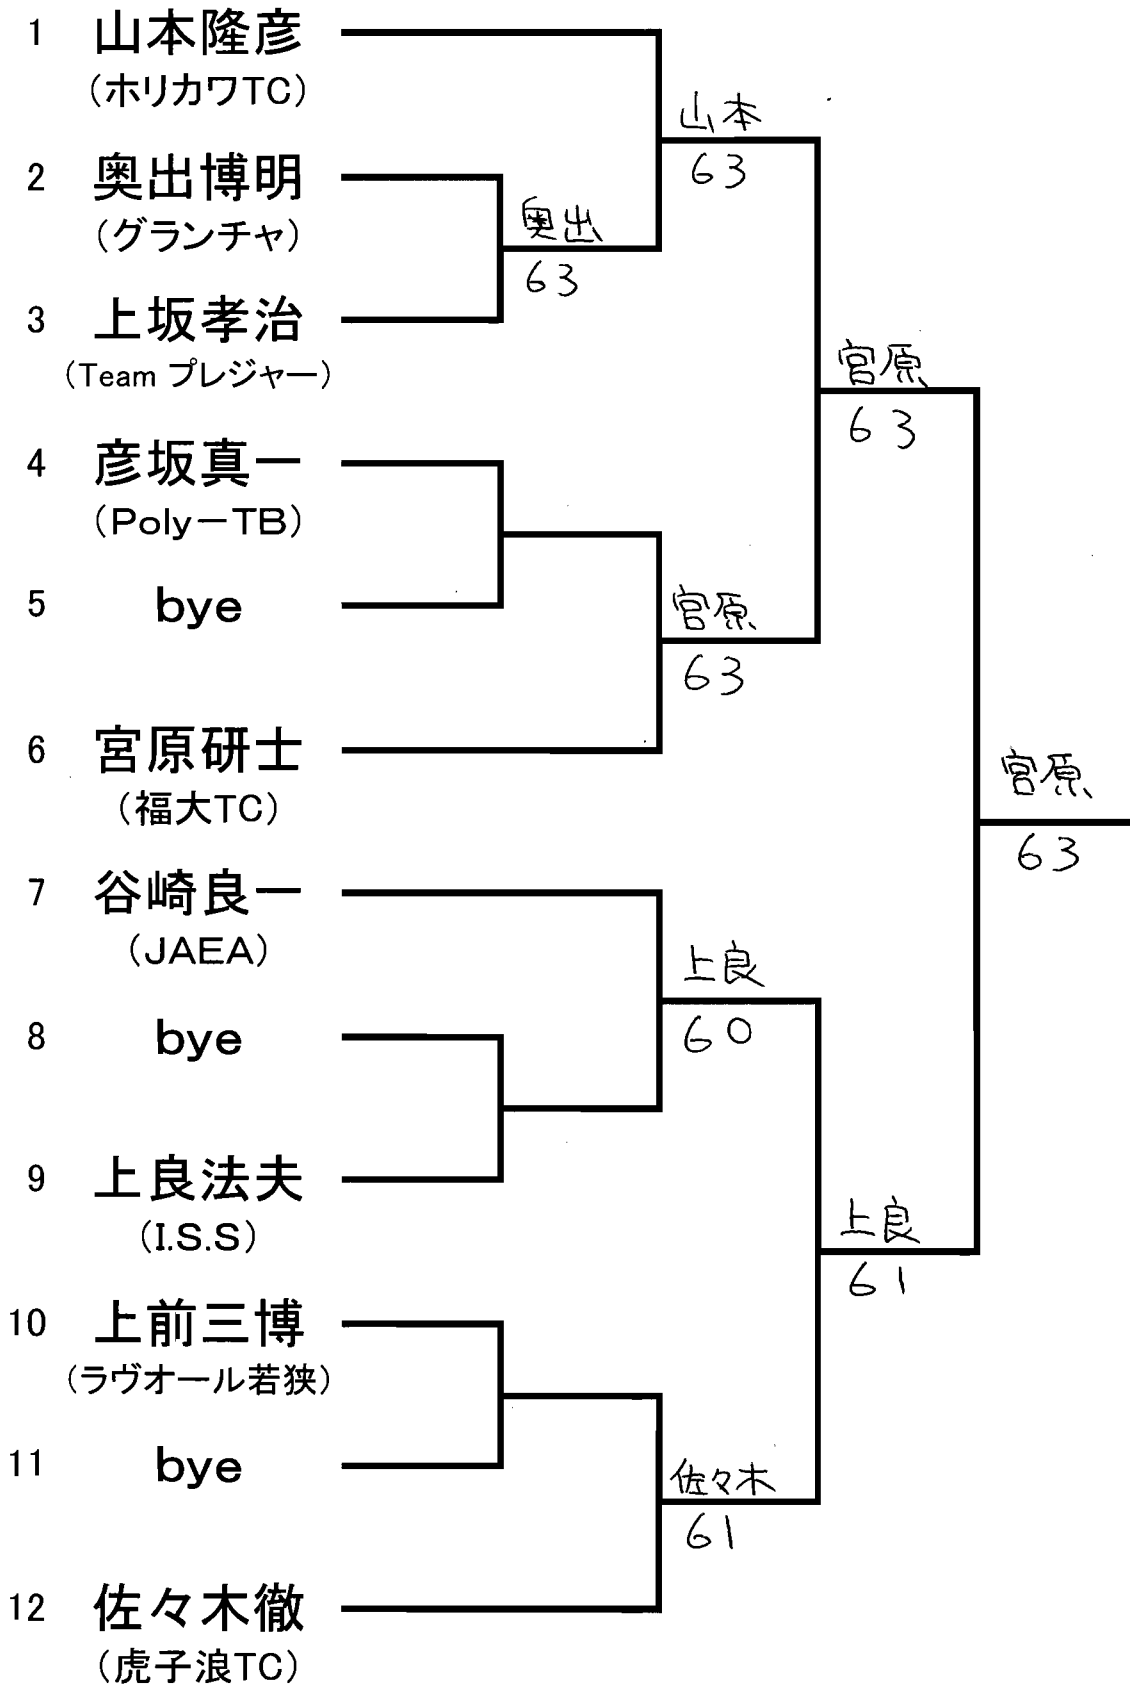 1 山本隆彦
(ホリカワTC)
山本
63
2 奥出博明
(グランチャ)
奥出
63
3 上坂孝治
(Team プレジャー)
宮原
63
4 彦坂真一
(Poly－TB)
5 bye
宮原
63
6 宮原研士
(福大TC)
宮原
63
7 谷崎良一
(JAEA)
上良
60
8 bye
9 上良法夫
(I.S.S)
上良
61
10 上前三博
(ラヴオール若狭)
11 bye
佐々木
61
12 佐々木徹
(虎子浪TC)